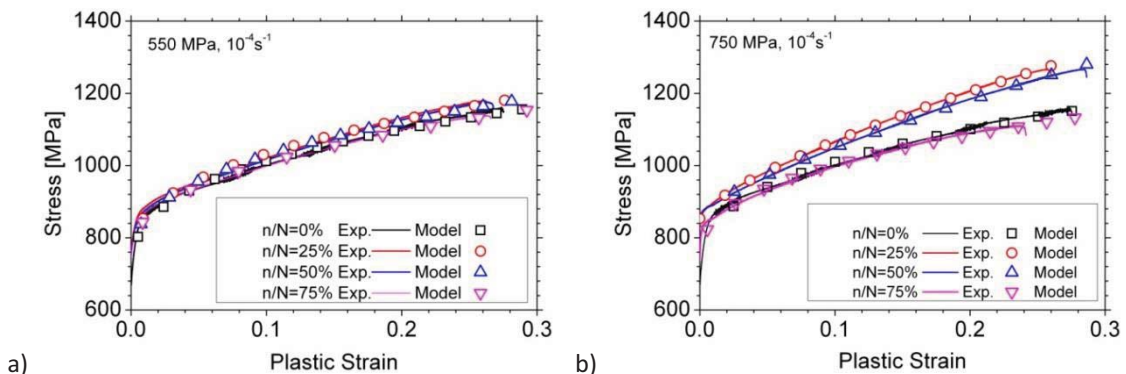 550 MPa, 10⁻⁴s⁻¹
Stress [MPa]
1400
1200
1000
800
600
n/N=0% Exp. Model
n/N=25% Exp. Model
n/N=50% Exp. Model
n/N=75% Exp. Model
0.0 0.1 0.2 0.3
Plastic Strain
a)
750 MPa, 10⁻⁴s⁻¹
Stress [MPa]
1400
1200
1000
800
600
n/N=0% Exp. Model
n/N=25% Exp. Model
n/N=50% Exp. Model
n/N=75% Exp. Model
0.0 0.1 0.2 0.3
Plastic Strain
b)